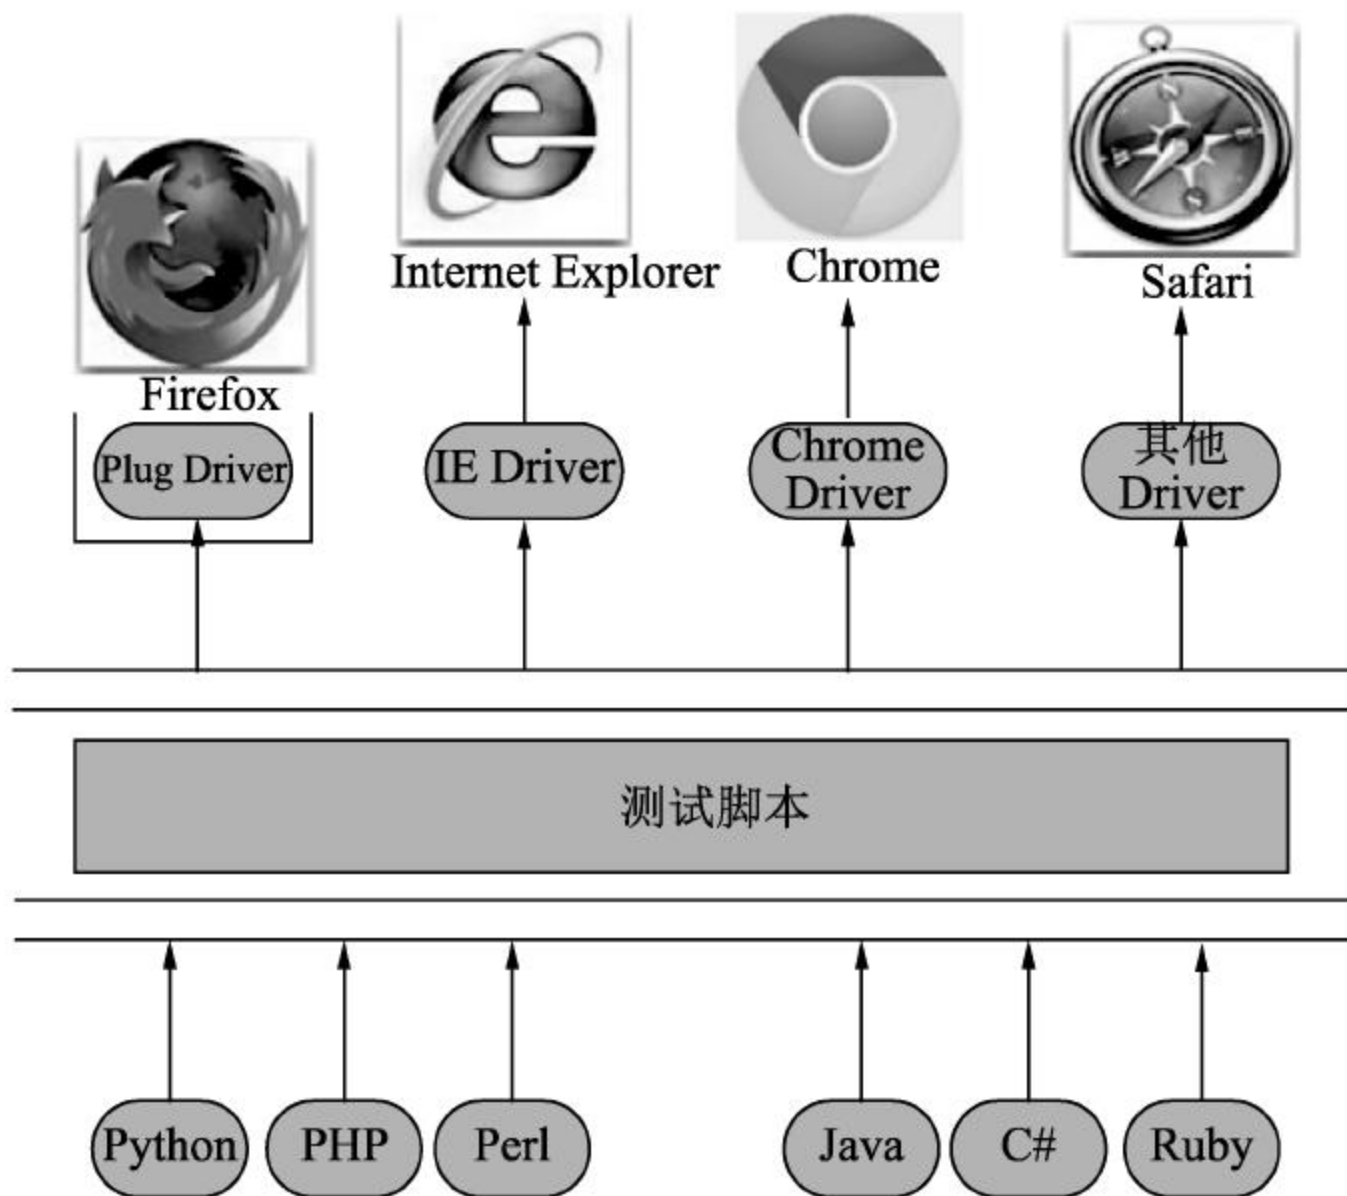 Internet Explorer
Chrome
Safari
Firefox
Plug Driver
IE Driver
Chrome
Driver
其他
Driver
测试脚本
Python
PHP
Perl
Java
C#
Ruby